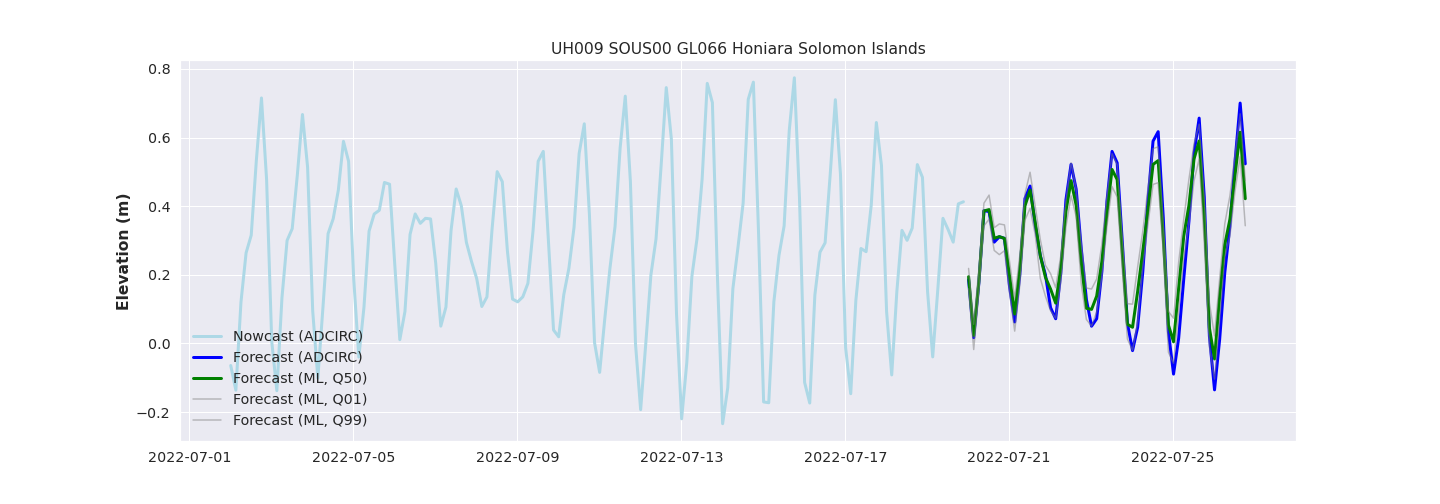 UH009 SOUS00 GL066 Honiara Solomon Islands
0.8
0.6
0.4
0.2
0.0
−0.2
Elevation (m)
Nowcast (ADCIRC)
Forecast (ADCIRC)
Forecast (ML, Q50)
Forecast (ML, Q01)
Forecast (ML, Q99)
2022-07-01 2022-07-05 2022-07-09 2022-07-13 2022-07-17 2022-07-21 2022-07-25